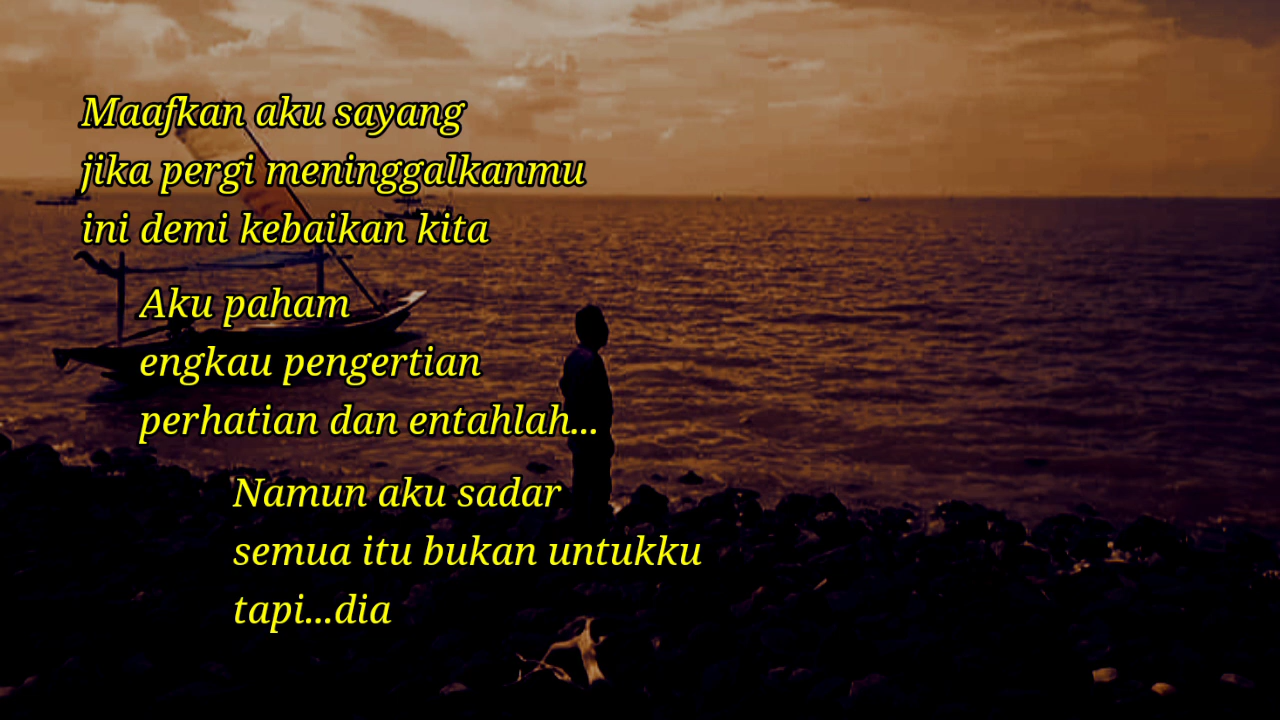 Maafkan aku sayang
jika pergi meninggalkanmu
ini demi kebaikan kita
Aku paham
engkau pengertian
perhatian dan entahlah...
Namun aku sadar
semua itu bukan untukku
tapi...dia